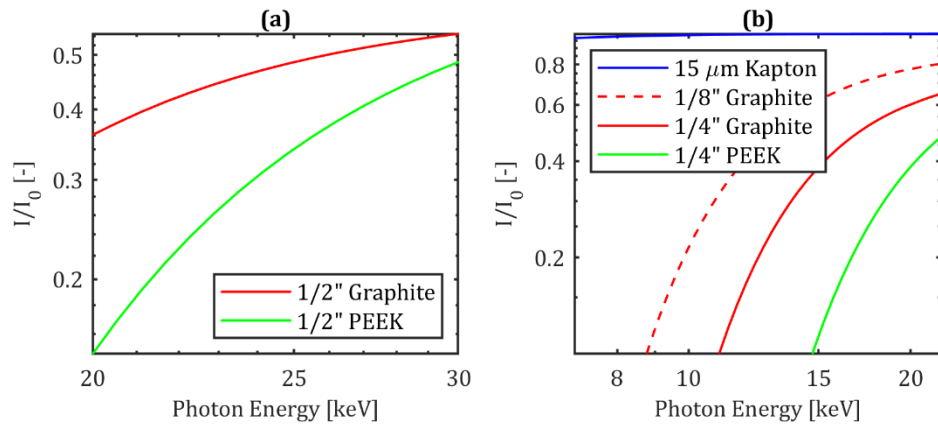 (a)
I/I0 [-]
0.5
0.4
0.3
0.2
1/2" Graphite
1/2" PEEK
20
25
30
Photon Energy [keV]
(b)
I/I0 [-]
0.8
0.6
0.4
0.2
15 μm Kapton
1/8" Graphite
1/4" Graphite
1/4" PEEK
8
10
15
20
Photon Energy [keV]